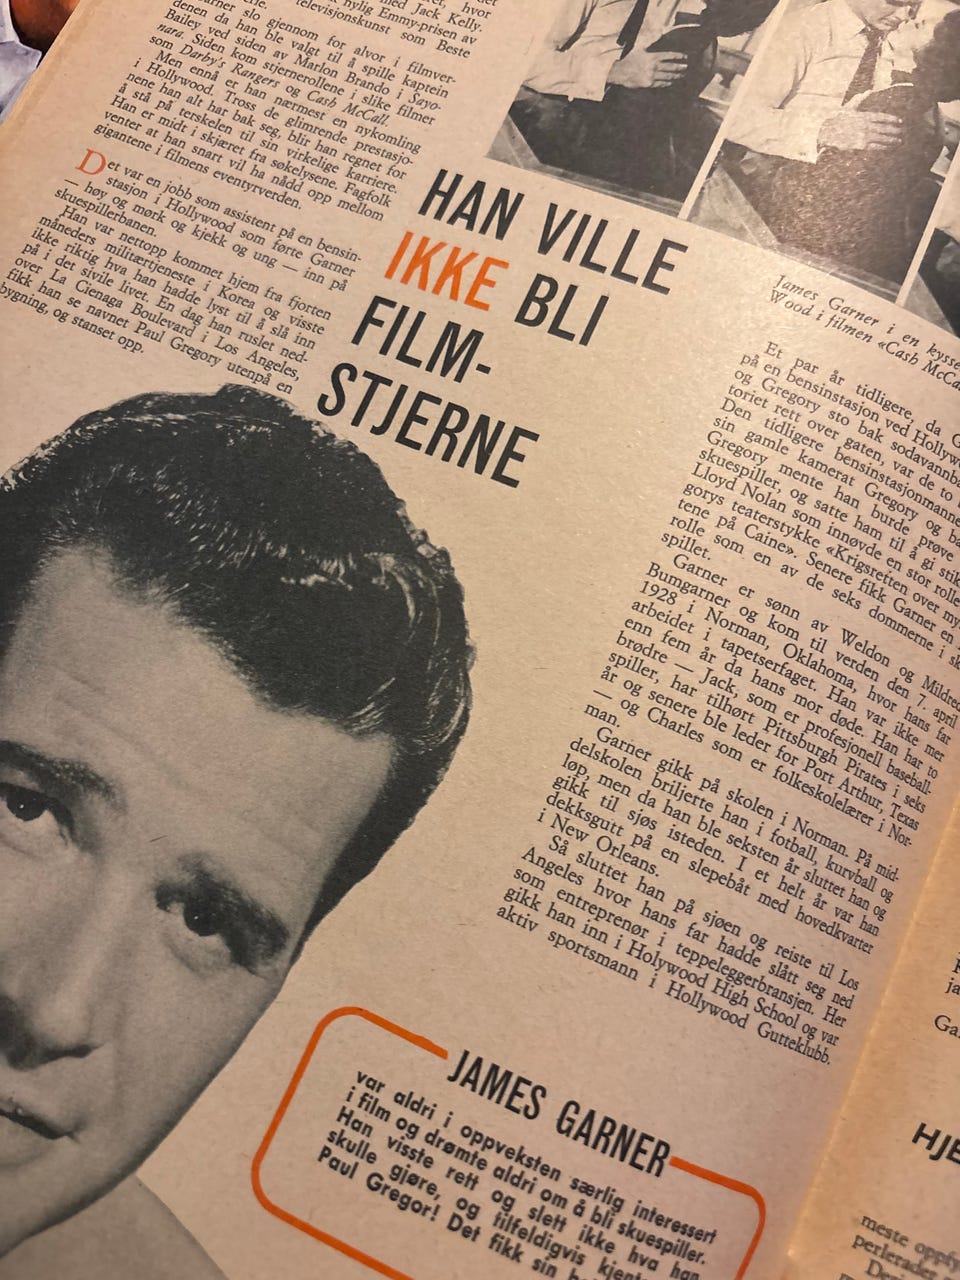 hvor
med Jack Kelly.
nylig Emmy-prisen av
televisjonskunst som Beste
slo gjennom for alvor i filmver-
denen da han ble valgt til å spille kaptein
Bailey ved siden av Marlon Brando i Sayo-
nara. Siden kom stjernerollene i slike filmer
som Darby's Rangers og Cash McCall.
Men ennå er han nærmest en nykomling
i Hollywood. Tross de glimrende prestasjo-
nene han alt har bak seg, blir han regnet for
å stå på terskelen til sin virkelige karriere.
Han er midt i skjæret fra søkelysene. Fagfolk
venter at han snart vil ha nådd opp mellom
gigantene i filmens eventyrverden.
Det var en jobb som assistent på en bensin-
stasjon i Hollywood som førte Garner
— høy og mørk og kjekk og ung — inn på
skuespillerbanen.
Han var nettopp kommet hjem fra fjorten
måneders militærtjeneste i Korea og visste
ikke riktig hva han hadde lyst til å slå inn
på i det sivile livet. En dag han ruslet ned-
over La Cienaga Boulevard i Los Angeles,
fikk han se navnet Paul Gregory utenpå en
bygning, og stanset opp.
HAN VILLE
IKKE BLI
FILM-
STJERNE
James Garner i en kysse
Wood i filmen «Cash McCa
Et par år tidligere, da G
på en bensinstasjon ved Hollyw
og Gregory sto bak sodavannba
toriet rett over gaten, var de to
Den tidligere bensinstasjonmanne
sin gamle kamerat Gregory og ba
Gregory mente han burde prøve
skuespiller, og satte ham til å gi stik
Lloyd Nolan som innøvde en stor rolle
gorys teaterstykke «Krigsretten over my
tene på Caine». Senere fikk Garner en
rolle som en av de seks dommerne i sk
spillet.
Garner er sønn av Weldon og Mildred
Bumgarner og kom til verden den 7. april
1928 i Norman, Oklahoma, hvor hans far
arbeidet i tapetserfaget. Han var ikke mer
enn fem år da hans mor døde. Han har to
brødre — Jack, som er profesjonell baseball-
spiller, har tilhørt Pittsburgh Pirates i seks
år og senere ble leder for Port Arthur, Texas
— og Charles som er folkeskolelærer i Nor-
man.
Garner gikk på skolen i Norman. På mid-
delskolen briljerte han i fotball, kurvball og
løp, men da han ble seksten år sluttet han og
gikk til sjøs isteden. I et helt år var han
dekksgutt på en slepebåt med hovedkvarter
i New Orleans.
Så sluttet han på sjøen og reiste til Los
Angeles hvor hans far hadde slått seg ned
som entreprenør i teppeleggerbransjen. Her
gikk han inn i Holywood High School og var
aktiv sportsmann i Hollywood Gutteklubb.
JAMES GARNER
var aldri i oppveksten særlig interessert
i film og drømte aldri om å bli skuespiller.
Han visste rett og slett ikke hva han
skulle gjøre, og tilfeldigvis kjente
Paul Gregor! Det fikk sin
ja
Ga
HJE
meste oppf
perlerader